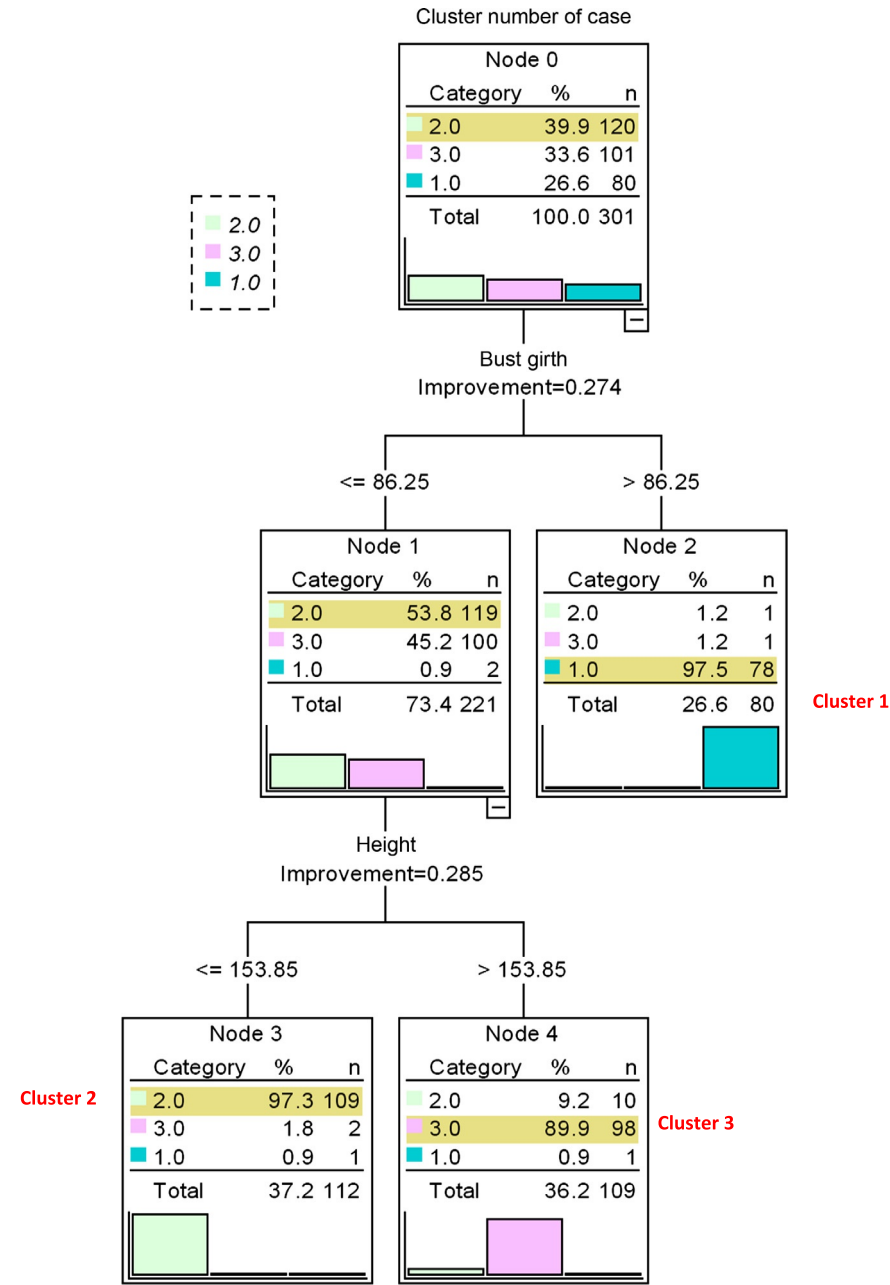 Cluster number of case
Node 0
Category % n
2.0 39.9 120
3.0 33.6 101
1.0 26.6 80
Total 100.0 301
2.0
3.0
1.0
Bust girth
Improvement=0.274
<= 86.25
> 86.25
Node 1
Category % n
2.0 53.8 119
3.0 45.2 100
1.0 0.9 2
Total 73.4 221
Node 2
Category % n
2.0 1.2 1
3.0 1.2 1
1.0 97.5 78
Total 26.6 80
Cluster 1
Height
Improvement=0.285
<= 153.85
> 153.85
Cluster 2
Node 3
Category % n
2.0 97.3 109
3.0 1.8 2
1.0 0.9 1
Total 37.2 112
Node 4
Category % n
2.0 9.2 10
3.0 89.9 98
1.0 0.9 1
Total 36.2 109
Cluster 3